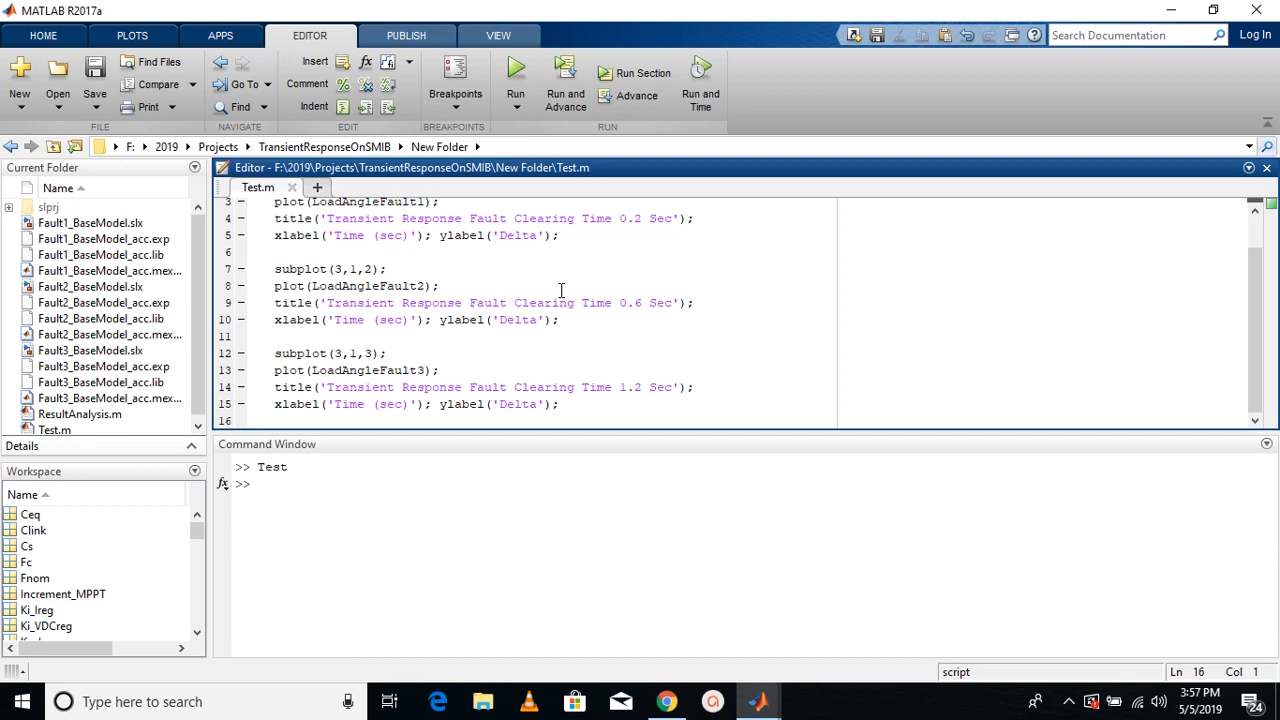 MATLAB R2017a
HOME PLOTS APPS EDITOR PUBLISH VIEW Search Documentation Log In
New Open Save Find Files Compare Print Go To Find Insert fx Comment % Indent Breakpoints Run Run and Advance Run Section Advance Run and Time
FILE NAVIGATE EDIT BREAKPOINTS RUN
F: 2019 Projects TransientResponseOnSMIB New Folder
Current Folder
Name
slprj
Fault1_BaseModel.slx
Fault1_BaseModel_acc.exp
Fault1_BaseModel_acc.lib
Fault1_BaseModel_acc.mex...
Fault2_BaseModel.slx
Fault2_BaseModel_acc.exp
Fault2_BaseModel_acc.lib
Fault2_BaseModel_acc.mex...
Fault3_BaseModel.slx
Fault3_BaseModel_acc.exp
Fault3_BaseModel_acc.lib
Fault3_BaseModel_acc.mex...
ResultAnalysis.m
Test.m
Details
Workspace
Name
Ceq
Clink
Cs
Fc
Fnom
Increment_MPPT
Ki_Ireg
Ki_VDCreg
Editor - F:\2019\Projects\TransientResponseOnSMIB\New Folder\Test.m
Test.m
3 - plot(LoadAngleFault1);
4 - title('Transient Response Fault Clearing Time 0.2 Sec');
5 - xlabel('Time (sec)'); ylabel('Delta');
6
7 - subplot(3,1,2);
8 - plot(LoadAngleFault2);
9 - title('Transient Response Fault Clearing Time 0.6 Sec');
10 - xlabel('Time (sec)'); ylabel('Delta');
11
12 - subplot(3,1,3);
13 - plot(LoadAngleFault3);
14 - title('Transient Response Fault Clearing Time 1.2 Sec');
15 - xlabel('Time (sec)'); ylabel('Delta');
16
Command Window
>> Test
fx >>
script Ln 16 Col 1
Type here to search
3:57 PM
5/5/2019
24